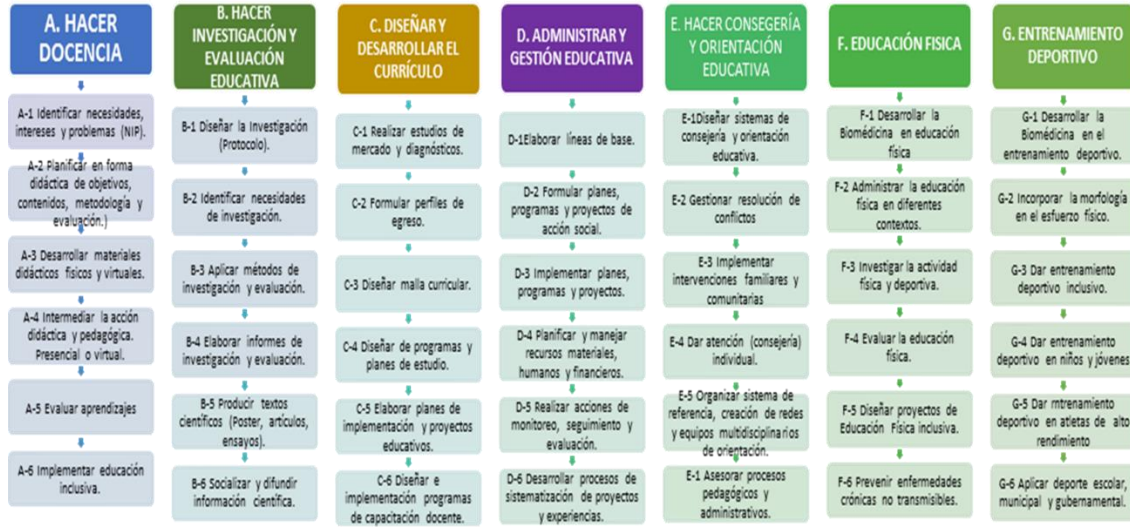 A. HACER
DOCENCIA
A-1 Identificar necesidades,
intereses y problemas (NIP).
A-2 Planificar en forma
didáctica de objetivos,
contenidos, metodología y
evaluación.)
A-3 Desarrollar materiales
didácticos físicos y virtuales.
A-4 Intermediar la acción
didáctica y pedagógica.
Presencial o virtual.
A-5 Evaluar aprendizajes
A-6 Implementar educación
inclusiva.
B. HACER
INVESTIGACIÓN Y
EVALUACIÓN
EDUCATIVA
B-1 Diseñar la Investigación
(Protocolo).
B-2 Identificar necesidades
de investigación.
B-3 Aplicar métodos de
investigación y evaluación.
B-4 Elaborar informes de
investigación y evaluación.
B-5 Producir textos
científicos (Poster, artículos,
ensayos).
B-6 Socializar y difundir
información científica.
C. DISEÑAR Y
DESARROLLAR EL
CURRÍCULO
C-1 Realizar estudios de
mercado y diagnósticos.
C-2 Formular perfiles de
egreso.
C-3 Diseñar malla curricular.
C-4 Diseñar de programas y
planes de estudio.
C-5 Elaborar planes de
implementación y proyectos
educativos.
C-6 Diseñar e
implementación programas
de capacitación docente.
D. ADMINISTRAR Y
GESTIÓN EDUCATIVA
D-1Elaborar líneas de base.
D-2 Formular planes,
programas y proyectos de
acción social.
D-3 Implementar planes,
programas y proyectos.
D-4 Planificar y manejar
recursos materiales,
humanos y financieros.
D-5 Realizar acciones de
monitoreo, seguimiento y
evaluación.
D-6 Desarrollar procesos de
sistematización de proyectos
y experiencias.
E. HACER CONSEGERÍA
Y ORIENTACIÓN
EDUCATIVA
E-1Diseñar sistemas de
consejería y orientación
educativa.
E-2 Gestionar resolución de
conflictos
E-3 Implementar
intervenciones familiares y
comunitarias
E-4 Dar atención (consejería)
individual.
E-5 Organizar sistema de
referencia, creación de redes
y equipos multidisciplinarios
de orientación.
E-1 Asesorar procesos
pedagógicos y
administrativos.
F. EDUCACIÓN FISICA
F-1 Desarrollar la
Biomédicina en educación
física
F-2 Administrar la educación
física en diferentes
contextos.
F-3 Investigar la actividad
física y deportiva.
F-4 Evaluar la educación
física.
F-5 Diseñar proyectos de
Educación Física inclusiva.
F-6 Prevenir enfermedades
crónicas no transmisibles.
G. ENTRENAMIENTO
DEPORTIVO
G-1 Desarrollar la
Biomédicina en el
entrenamiento deportivo.
G-2 Incorporar la morfología
en el esfuerzo físico.
G-3 Dar entrenamiento
deportivo inclusivo.
G-4 Dar entrenamiento
deportivo en niños y jóvenes
G-5 Dar rntrenamiento
deportivo en atletas de alto
rendimiento
G-6 Aplicar deporte escolar,
municipal y gubernamental.